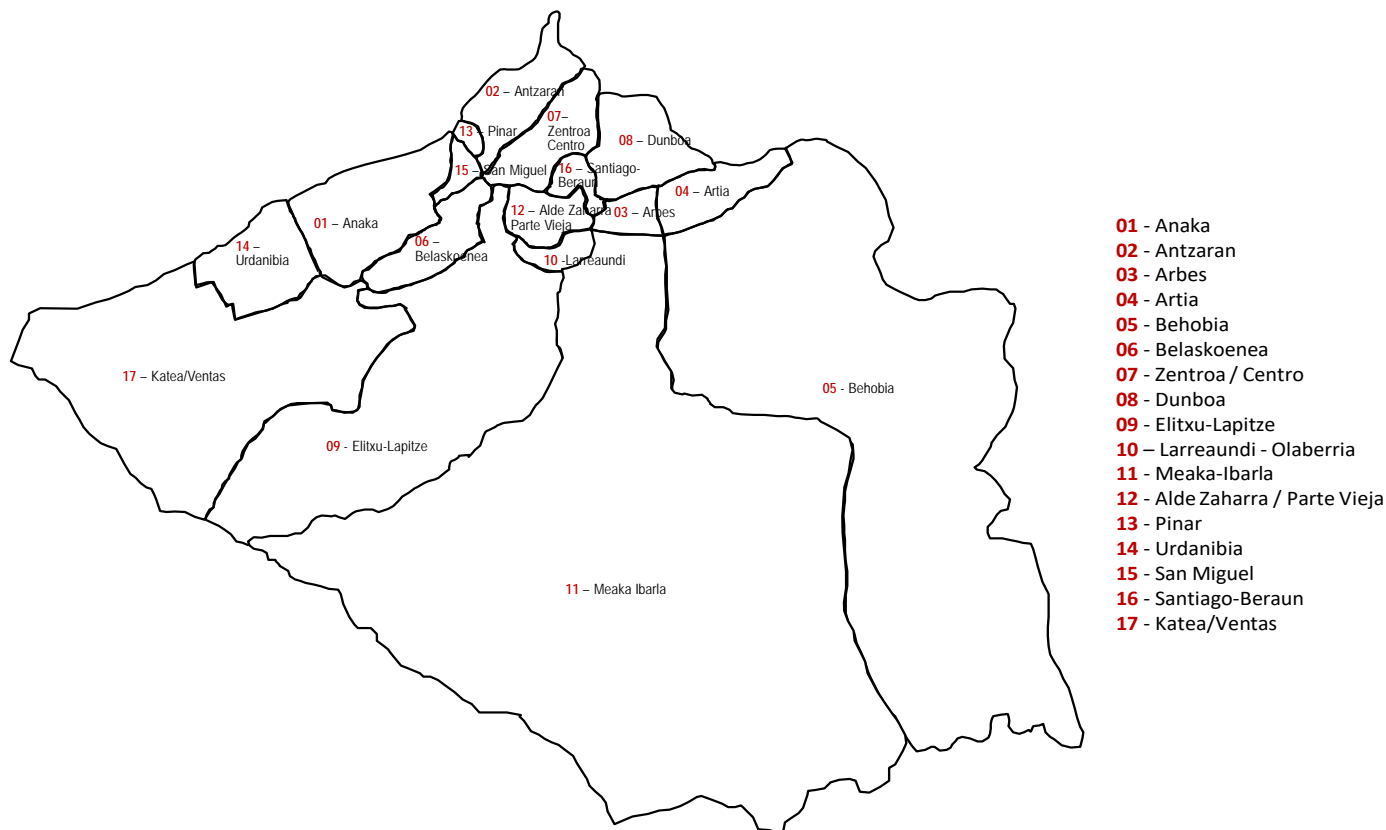 02 – Antzaran
07–
Zentroa
Centro
13 – Pinar
08 – Dunboa
15 – San Miguel
16 – Santiago-
Beraun
04 – Artia
01 – Anaka
12 – Alde Zaharra
Parte Vieja
03 – Arbes
14 –
Urdanibia
06 –
Belaskoenea
10 -Larreaundi
17 – Katea/Ventas
05 - Behobia
09 - Elitxu-Lapitze
11 – Meaka Ibarla
01 - Anaka
02 - Antzaran
03 - Arbes
04 - Artia
05 - Behobia
06 - Belaskoenea
07 - Zentroa / Centro
08 - Dunboa
09 - Elitxu-Lapitze
10 – Larreaundi - Olaberria
11 - Meaka-Ibarla
12 - Alde Zaharra / Parte Vieja
13 - Pinar
14 - Urdanibia
15 - San Miguel
16 - Santiago-Beraun
17 - Katea/Ventas